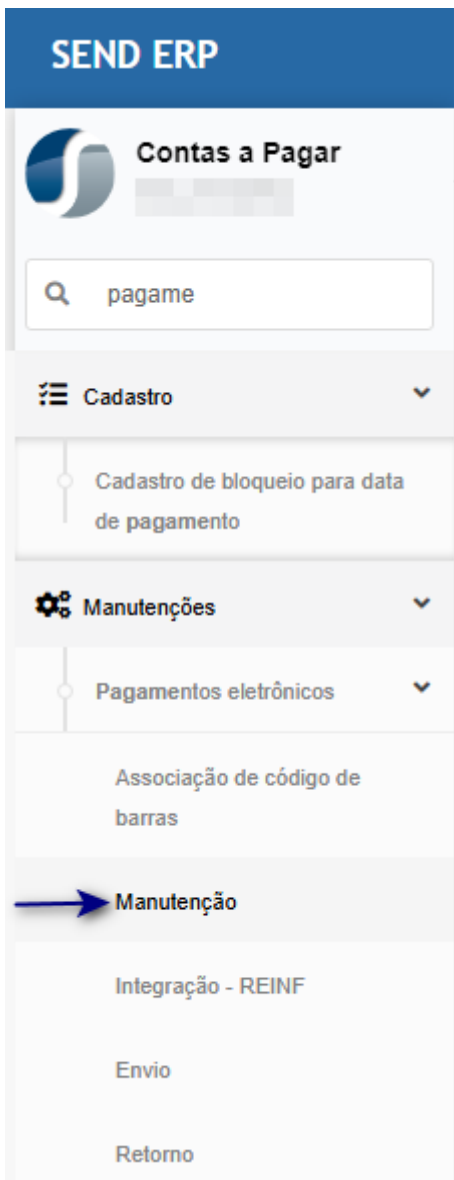 SEND ERP
Contas a Pagar
pagame
Cadastro
Cadastro de bloqueio para data
de pagamento
Manutenções
Pagamentos eletrônicos
Associação de código de
barras
Manutenção
Integração - REINF
Envio
Retorno